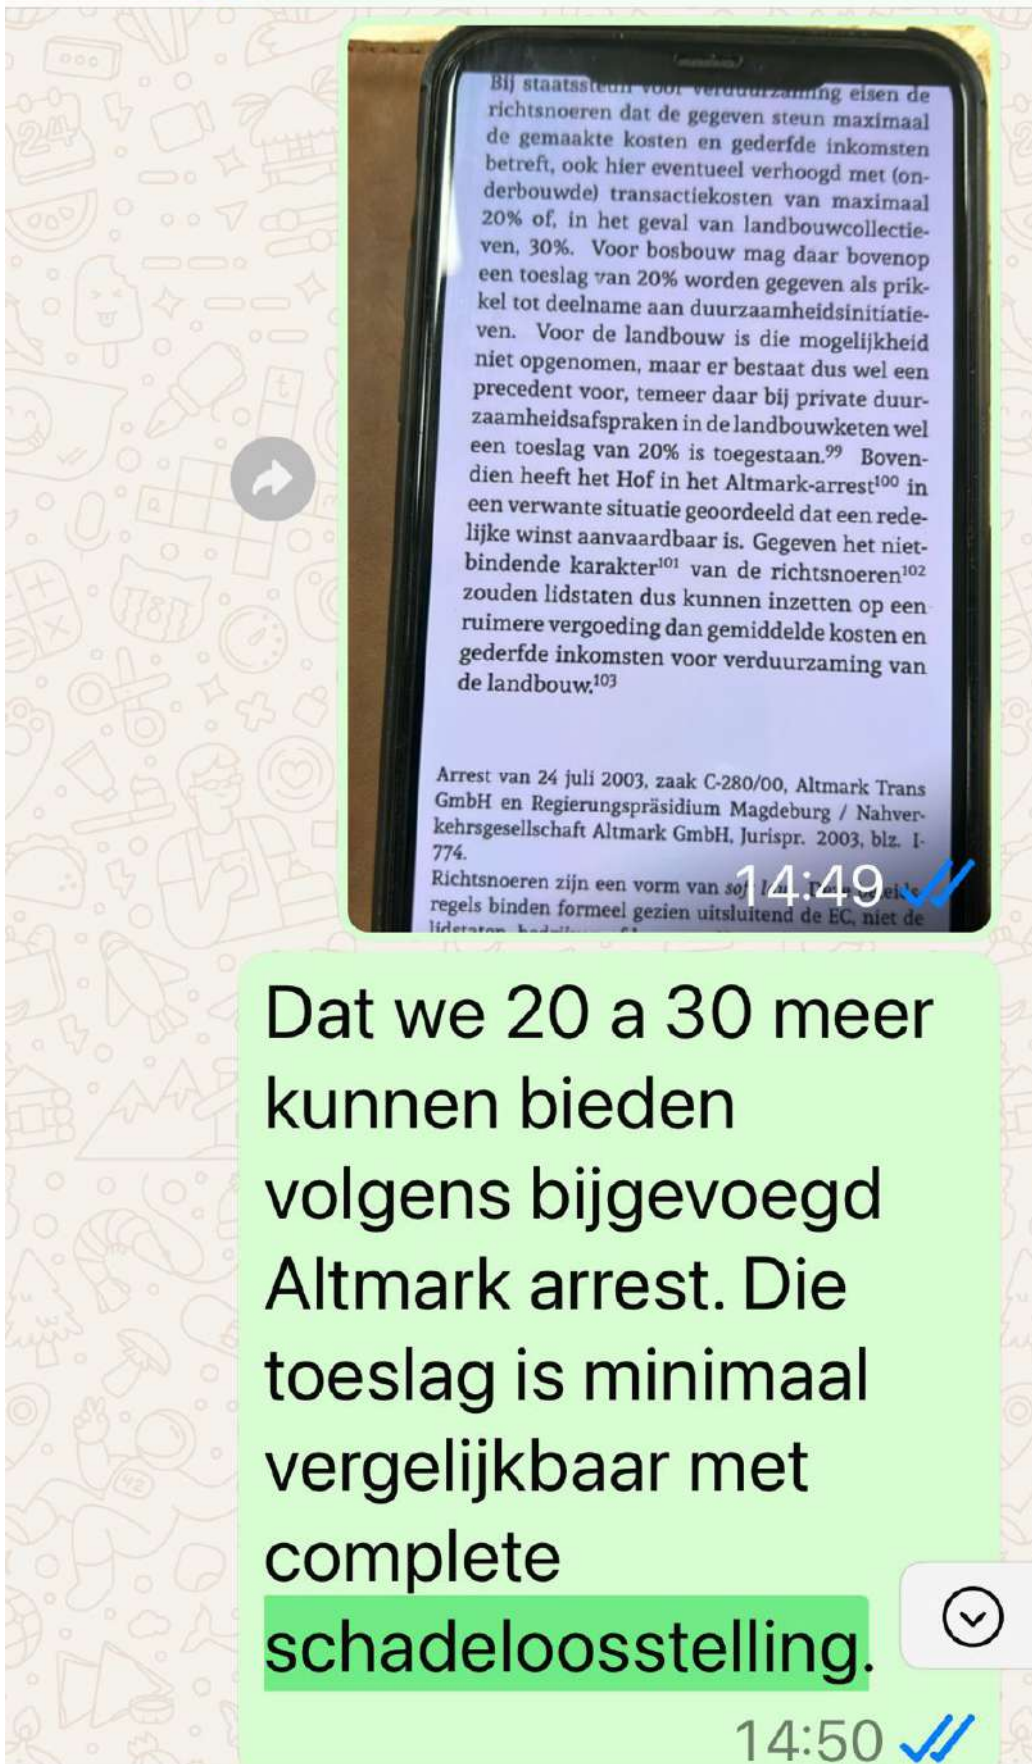 Bij staatssteun voor verduurzaming eisen de
richtsnoeren dat de gegeven steun maximaal
de gemaakte kosten en gederfde inkomsten
betreft, ook hier eventueel verhoogd met (on-
derbouwde) transactiekosten van maximaal
20% of, in het geval van landbouwcollectie-
ven, 30%. Voor bosbouw mag daar bovenop
een toeslag van 20% worden gegeven als prik-
kel tot deelname aan duurzaamheidsinitiatie-
ven. Voor de landbouw is die mogelijkheid
niet opgenomen, maar er bestaat dus wel een
precedent voor, temeer daar bij private duur-
zaamheidsafspraken in de landbouwketen wel
een toeslag van 20% is toegestaan.⁹⁹ Boven-
dien heeft het Hof in het Altmark-arrest¹⁰⁰ in
een verwante situatie geoordeeld dat een rede-
lijke winst aanvaardbaar is. Gegeven het niet-
bindende karakter¹⁰¹ van de richtsnoeren¹⁰²
zouden lidstaten dus kunnen inzetten op een
ruimere vergoeding dan gemiddelde kosten en
gederfde inkomsten voor verduurzaming van
de landbouw.¹⁰³
Arrest van 24 juli 2003, zaak C-280/00, Altmark Trans
GmbH en Regierungspräsidium Magdeburg / Nahver-
kehrsgesellschaft Altmark GmbH, Jurispr. 2003, blz. I-
774.
Richtsnoeren zijn een vorm van
regels binden formeel gezien uitsluitend de EC, niet de
lidstaten
14:49
Dat we 20 a 30 meer
kunnen bieden
volgens bijgevoegd
Altmark arrest. Die
toeslag is minimaal
vergelijkbaar met
complete
schadeloosstelling.
14:50